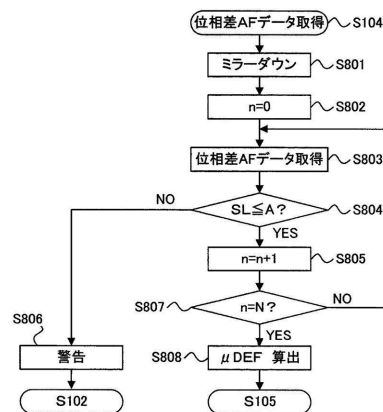 位相差AFデータ取得 S104
ミラーダウン S801
n=0 S802
位相差AFデータ取得 S803
NO SL≦A? S804
YES
n=n+1 S805
S807 n=N? NO
S806 YES
警告 S808 μDEF 算出
S102 S105